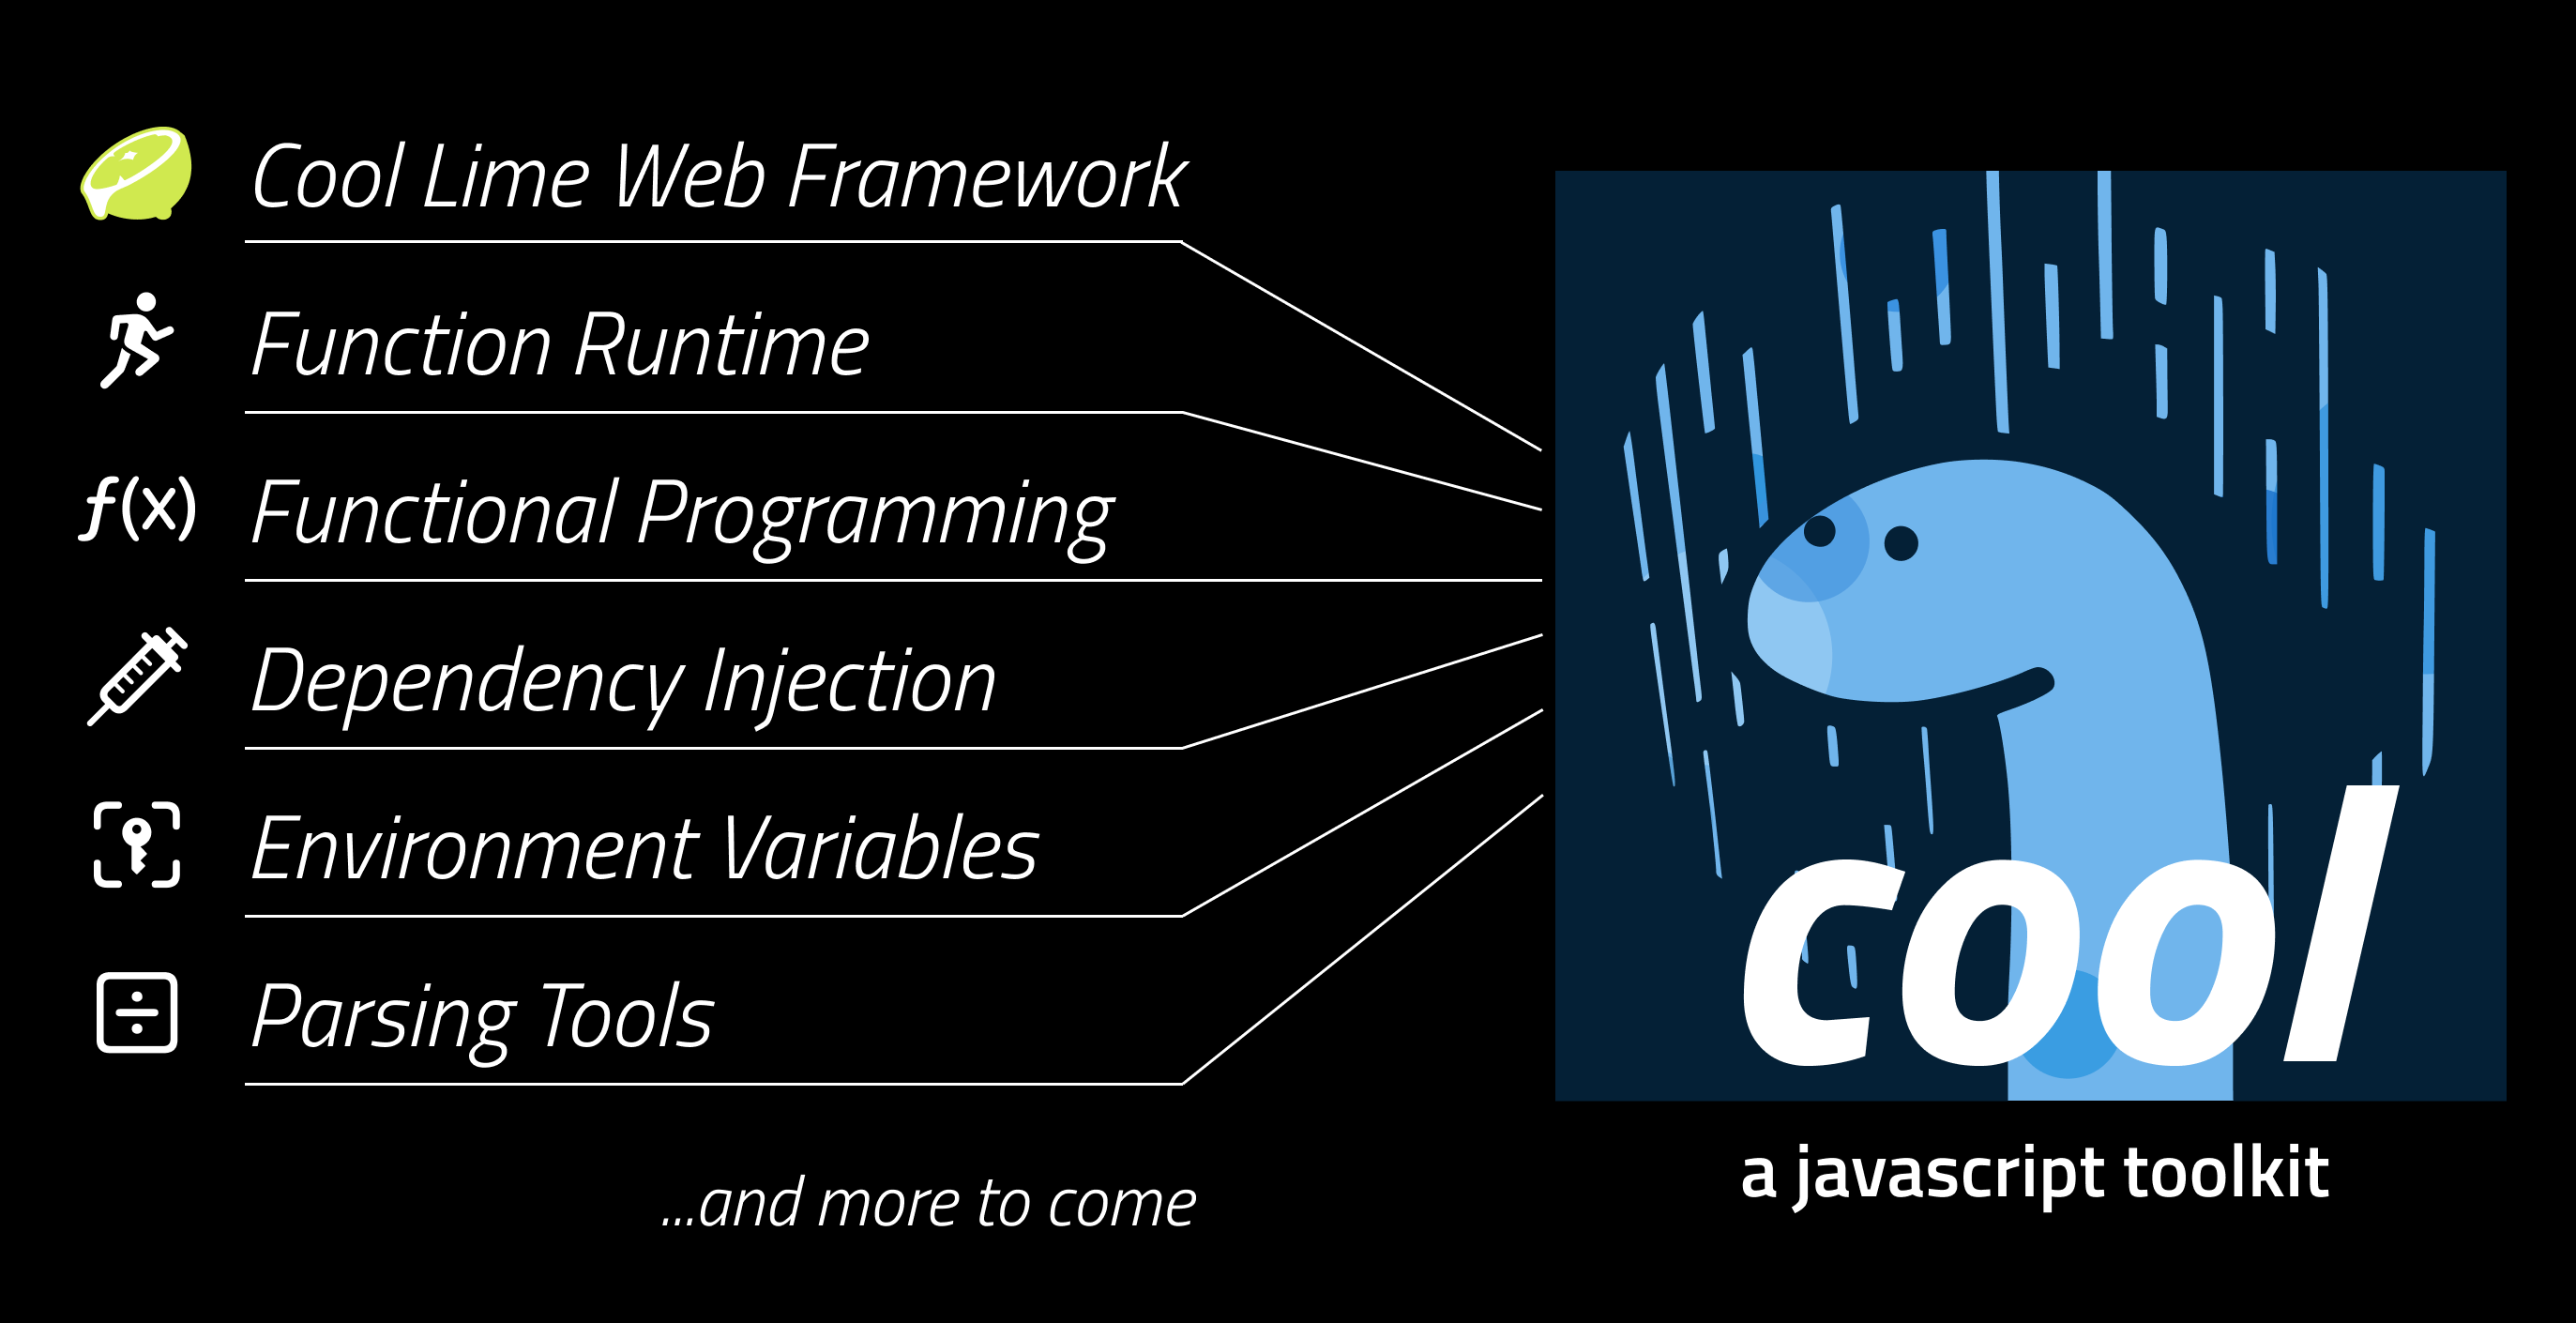 Cool Lime Web Framework
Function Runtime
f(x) Functional Programming
Dependency Injection
Environment Variables
Parsing Tools
...and more to come
cool
a javascript toolkit